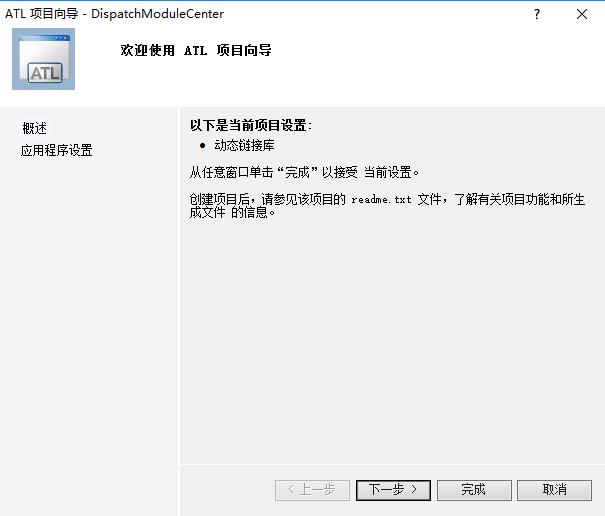 ATL 项目向导 - DispatchModuleCenter
?
ATL
欢迎使用 ATL 项目向导
概述
应用程序设置
以下是当前项目设置:
● 动态链接库
从任意窗口单击“完成”以接受 当前设置。
创建项目后，请参见该项目的 readme.txt 文件，了解有关项目功能和所生
成文件 的信息。
< 上一步
下一步 >
完成
取消